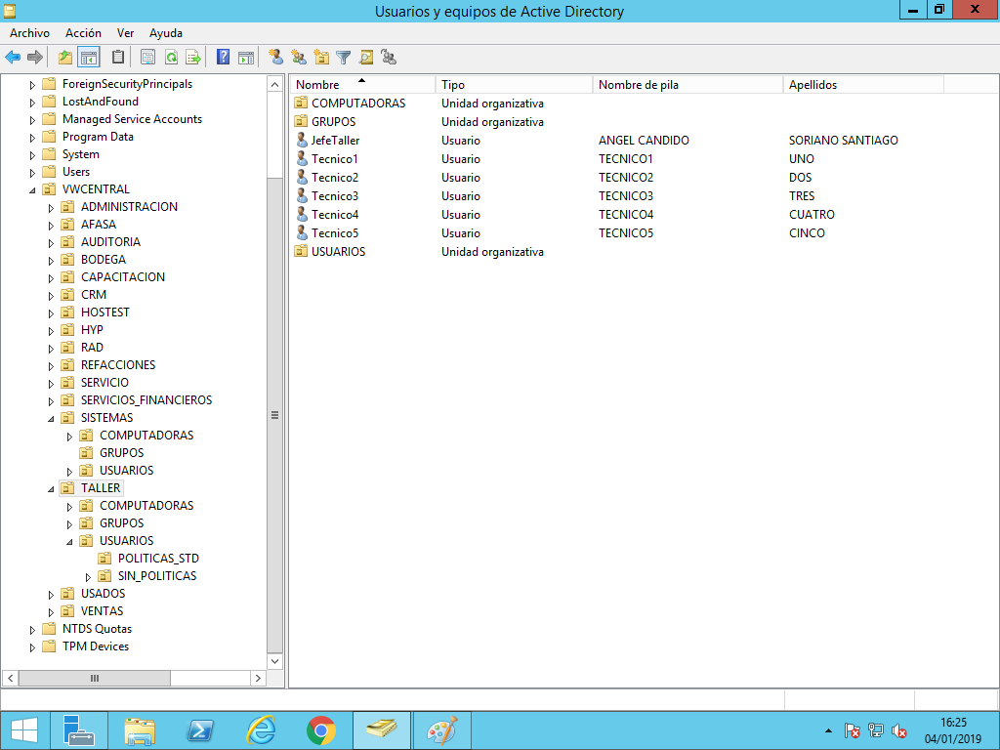 Usuarios y equipos de Active Directory
Archivo Acción Ver Ayuda
ForeignSecurityPrincipals
LostAndFound
Managed Service Accounts
Program Data
System
Users
VWCENTRAL
ADMINISTRACION
AFASA
AUDITORIA
BODEGA
CAPACITACION
CRM
HOSTEST
HYP
RAD
REFACCIONES
SERVICIO
SERVICIOS_FINANCIEROS
SISTEMAS
COMPUTADORAS
GRUPOS
USUARIOS
TALLER
COMPUTADORAS
GRUPOS
USUARIOS
POLITICAS_STD
SIN_POLITICAS
USADOS
VENTAS
NTDS Quotas
TPM Devices
Nombre Tipo Nombre de pila Apellidos
COMPUTADORAS Unidad organizativa
GRUPOS Unidad organizativa
JefeTaller Usuario ANGEL CANDIDO SORIANO SANTIAGO
Tecnico1 Usuario TECNICO1 UNO
Tecnico2 Usuario TECNICO2 DOS
Tecnico3 Usuario TECNICO3 TRES
Tecnico4 Usuario TECNICO4 CUATRO
Tecnico5 Usuario TECNICO5 CINCO
USUARIOS Unidad organizativa
16:25
04/01/2019